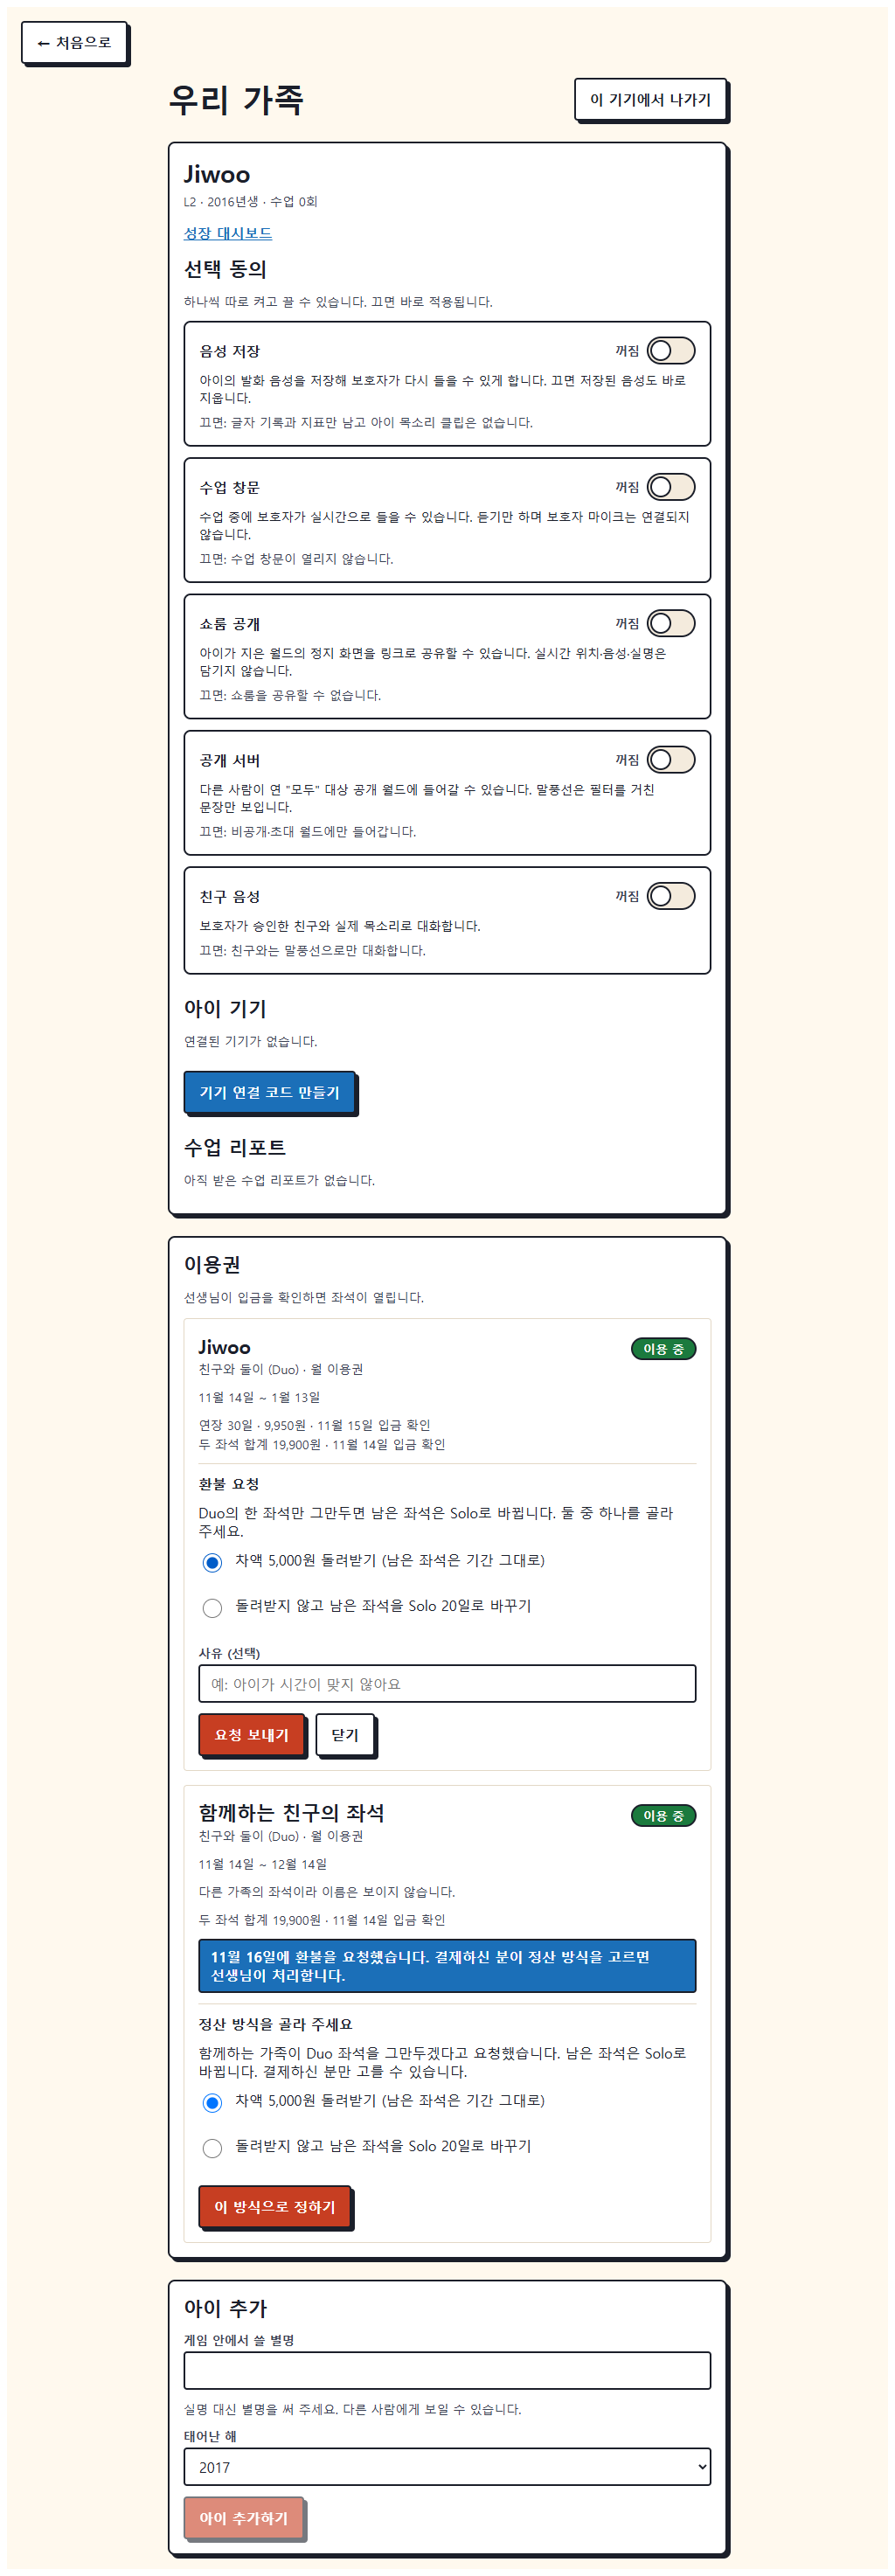 ← 처음으로
우리 가족
이 기기에서 나가기
Jiwoo
L2 · 2016년생 · 수업 0회
성장 대시보드
선택 동의
하나씩 따로 켜고 끌 수 있습니다. 끄면 바로 적용됩니다.
음성 저장
꺼짐
아이의 발화 음성을 저장해 보호자가 다시 들을 수 있게 합니다. 끄면 저장된 음성도 바로
지웁니다.
끄면: 글자 기록과 지표만 남고 아이 목소리 클립은 없습니다.
수업 창문
꺼짐
수업 중에 보호자가 실시간으로 들을 수 있습니다. 듣기만 하며 보호자 마이크는 연결되지
않습니다.
끄면: 수업 창문이 열리지 않습니다.
쇼룸 공개
꺼짐
아이가 지은 월드의 정지 화면을 링크로 공유할 수 있습니다. 실시간 위치·음성·실명은
담기지 않습니다.
끄면: 쇼룸을 공유할 수 없습니다.
공개 서버
꺼짐
다른 사람이 연 "모두" 대상 공개 월드에 들어갈 수 있습니다. 말풍선은 필터를 거친
문장만 보입니다.
끄면: 비공개·초대 월드에만 들어갑니다.
친구 음성
꺼짐
보호자가 승인한 친구와 실제 목소리로 대화합니다.
끄면: 친구와는 말풍선으로만 대화합니다.
아이 기기
연결된 기기가 없습니다.
기기 연결 코드 만들기
수업 리포트
아직 받은 수업 리포트가 없습니다.
이용권
선생님이 입금을 확인하면 좌석이 열립니다.
Jiwoo
이용 중
친구와 둘이 (Duo) · 월 이용권
11월 14일 ~ 1월 13일
연장 30일 · 9,950원 · 11월 15일 입금 확인
두 좌석 합계 19,900원 · 11월 14일 입금 확인
환불 요청
Duo의 한 좌석만 그만두면 남은 좌석은 Solo로 바뀝니다. 둘 중 하나를 골라
주세요.
차액 5,000원 돌려받기 (남은 좌석은 기간 그대로)
돌려받지 않고 남은 좌석을 Solo 20일로 바꾸기
사유 (선택)
예: 아이가 시간이 맞지 않아요
요청 보내기
닫기
함께하는 친구의 좌석
이용 중
친구와 둘이 (Duo) · 월 이용권
11월 14일 ~ 12월 14일
다른 가족의 좌석이라 이름은 보이지 않습니다.
두 좌석 합계 19,900원 · 11월 14일 입금 확인
11월 16일에 환불을 요청했습니다. 결제하신 분이 정산 방식을 고르면
선생님이 처리합니다.
정산 방식을 골라 주세요
함께하는 가족이 Duo 좌석을 그만두겠다고 요청했습니다. 남은 좌석은 Solo로
바뀝니다. 결제하신 분만 고를 수 있습니다.
차액 5,000원 돌려받기 (남은 좌석은 기간 그대로)
돌려받지 않고 남은 좌석을 Solo 20일로 바꾸기
이 방식으로 정하기
아이 추가
게임 안에서 쓸 별명
실명 대신 별명을 써 주세요. 다른 사람에게 보일 수 있습니다.
태어난 해
2017
아이 추가하기